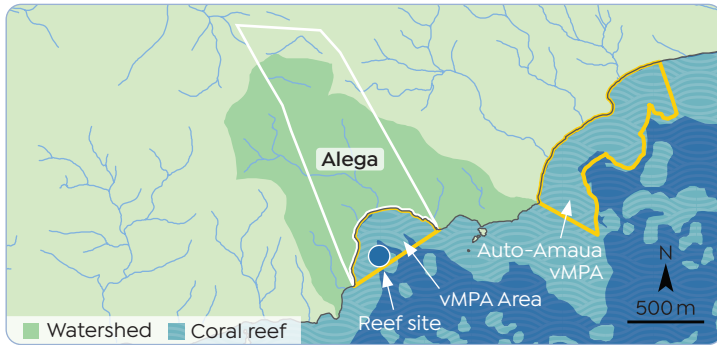 Alega
Auto-Amaua
vMPA
vMPA Area
Reef site
N
500 m
Watershed
Coral reef